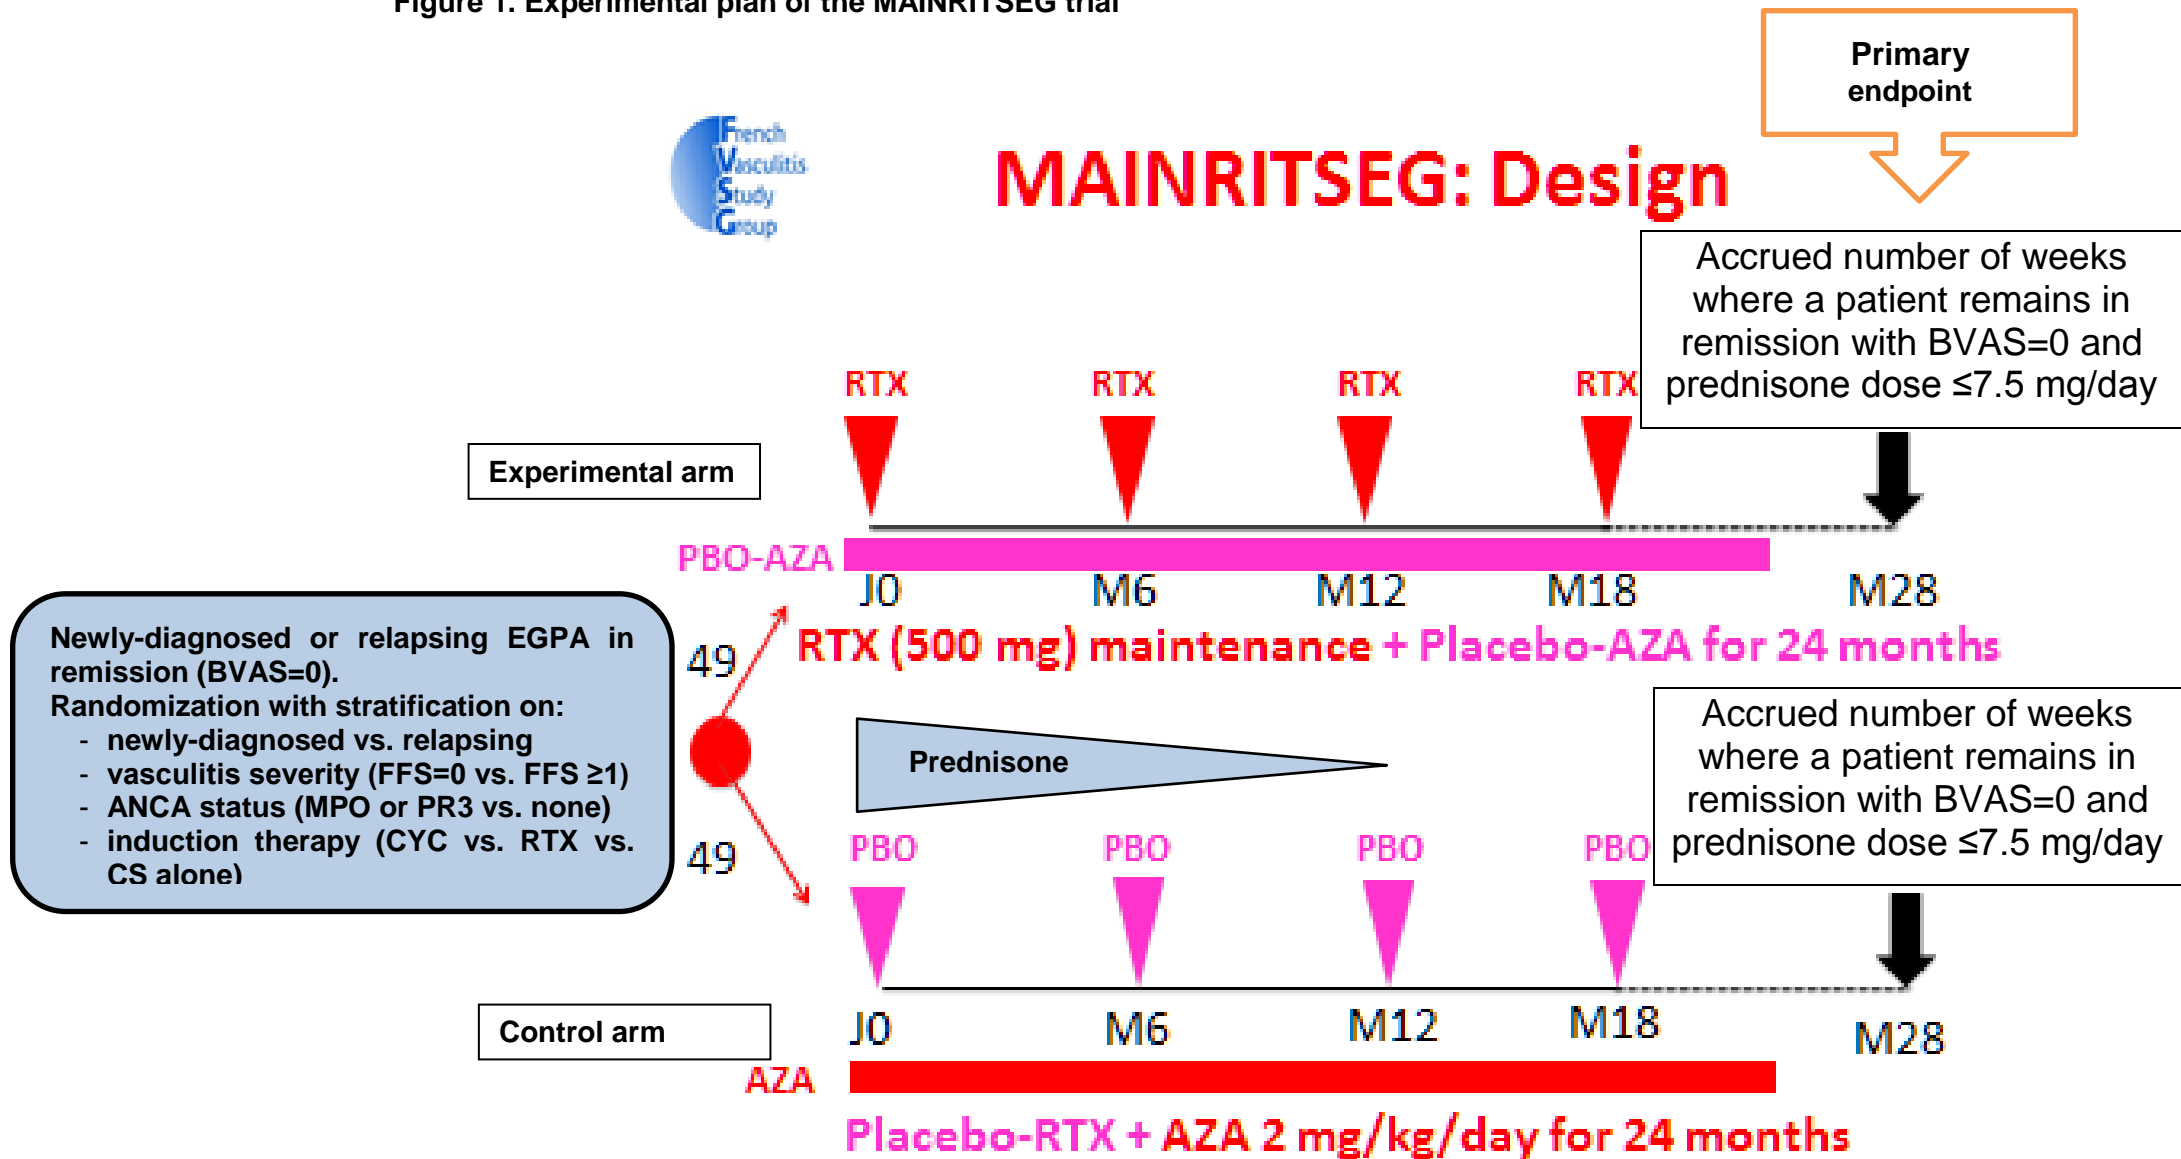 Figure 1. Experimental plan of the MAINRITSEG trial
Primary
endpoint
French
Vasculitis
Study
Group
MAINRITSEG: Design
Accrued number of weeks
where a patient remains in
remission with BVAS=0 and
prednisone dose ≤7.5 mg/day
RTX RTX RTX RTX
Experimental arm
PBO-AZA
J0 M6 M12 M18 M28
RTX (500 mg) maintenance + Placebo-AZA for 24 months
Newly-diagnosed or relapsing EGPA in
remission (BVAS=0).
Randomization with stratification on:
- newly-diagnosed vs. relapsing
- vasculitis severity (FFS=0 vs. FFS ≥1)
- ANCA status (MPO or PR3 vs. none)
- induction therapy (CYC vs. RTX vs.
CS alone)
49
49
Prednisone
Accrued number of weeks
where a patient remains in
remission with BVAS=0 and
prednisone dose ≤7.5 mg/day
PBO PBO PBO PBO
Control arm
J0 M6 M12 M18 M28
AZA
Placebo-RTX + AZA 2 mg/kg/day for 24 months